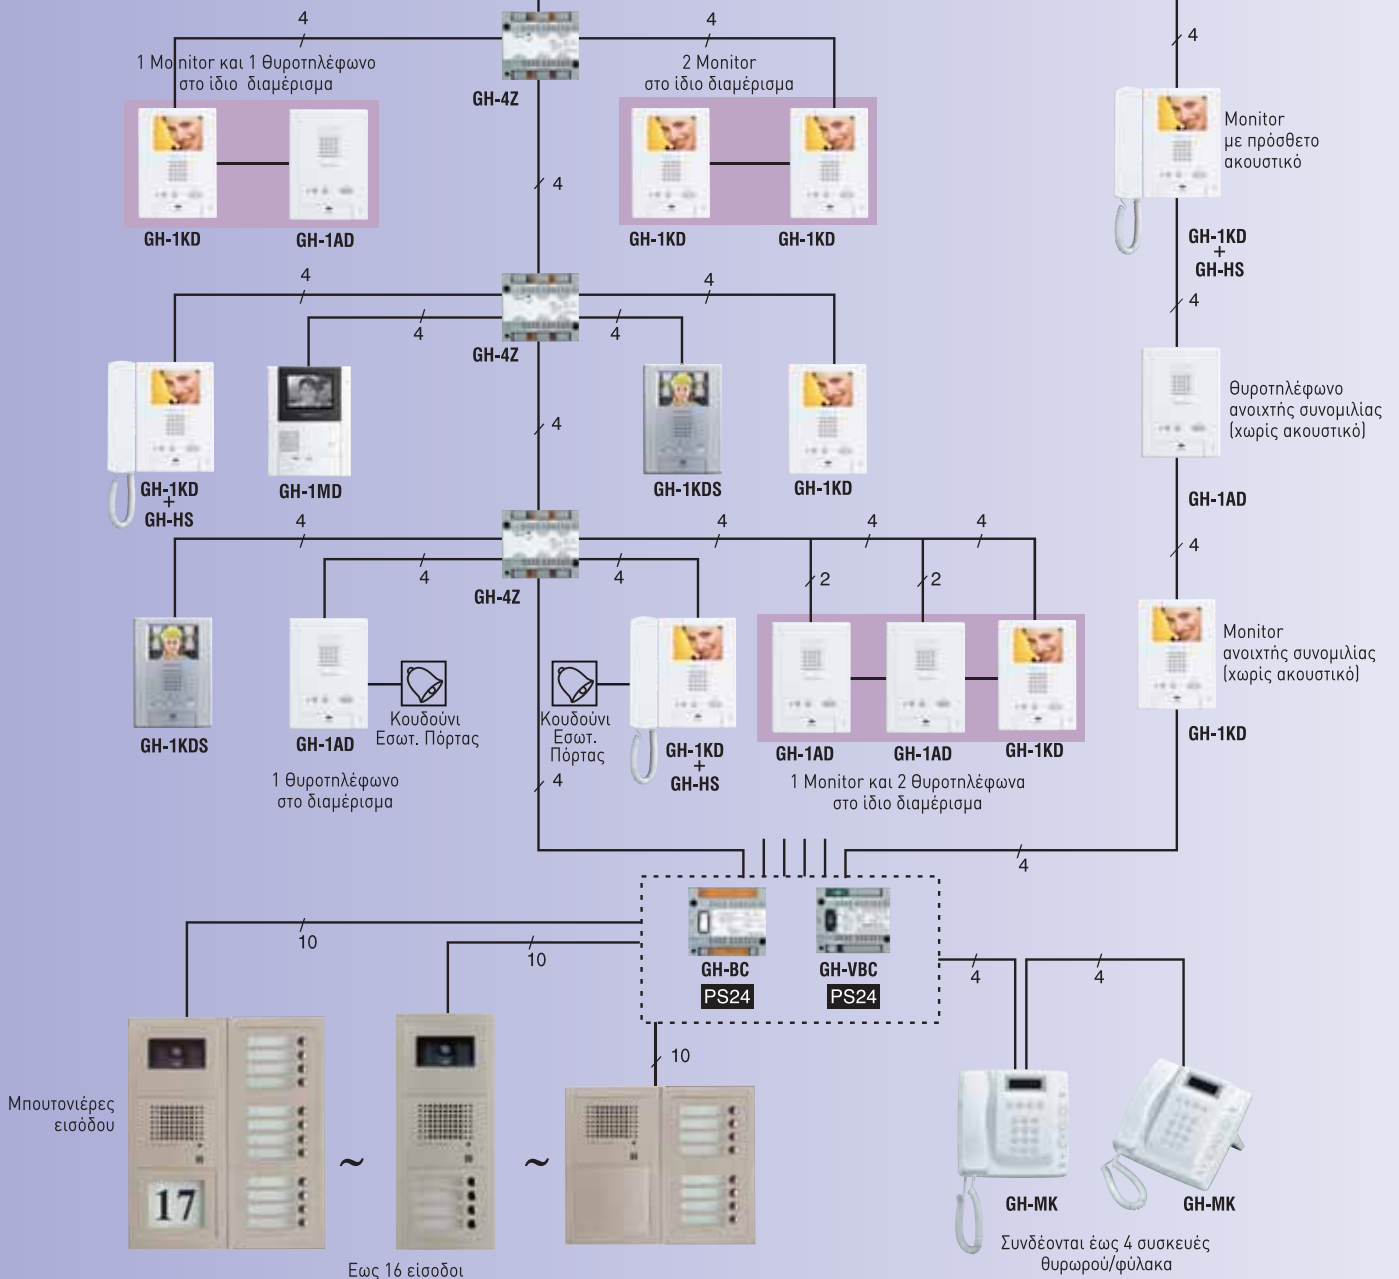 4
4
4
1 Monitor και 1 Θυροτηλέφωνο
στο ίδιο διαμέρισμα
2 Monitor
στο ίδιο διαμέρισμα
GH-4Z
Monitor
με πρόσθετο
ακουστικό
4
GH-1KD
GH-1AD
GH-1KD
GH-1KD
GH-1KD
+
GH-HS
4
4
4
4
4
GH-4Z
Θυροτηλέφωνο
ανοιχτής συνομιλίας
(χωρίς ακουστικό)
4
GH-1KD
+
GH-HS
GH-1MD
GH-1KDS
GH-1KD
GH-1AD
4
4
4
4
4
4
4
2
2
GH-4Z
Monitor
ανοιχτής συνομιλίας
(χωρίς ακουστικό)
Κουδούνι
Εσωτ. Πόρτας
Κουδούνι
Εσωτ.
Πόρτας
GH-1KDS
GH-1AD
GH-1KD
+
GH-HS
GH-1AD
GH-1AD
GH-1KD
GH-1KD
1 Θυροτηλέφωνο
στο διαμέρισμα
4
1 Monitor και 2 Θυροτηλέφωνα
στο ίδιο διαμέρισμα
4
10
10
GH-BC
GH-VBC
PS24
PS24
4
4
10
Μπουτονιέρες
εισόδου
~
~
17
GH-MK
GH-MK
Συνδέονται έως 4 συσκευές
θυρωρού/φύλακα
Εως 16 είσοδοι